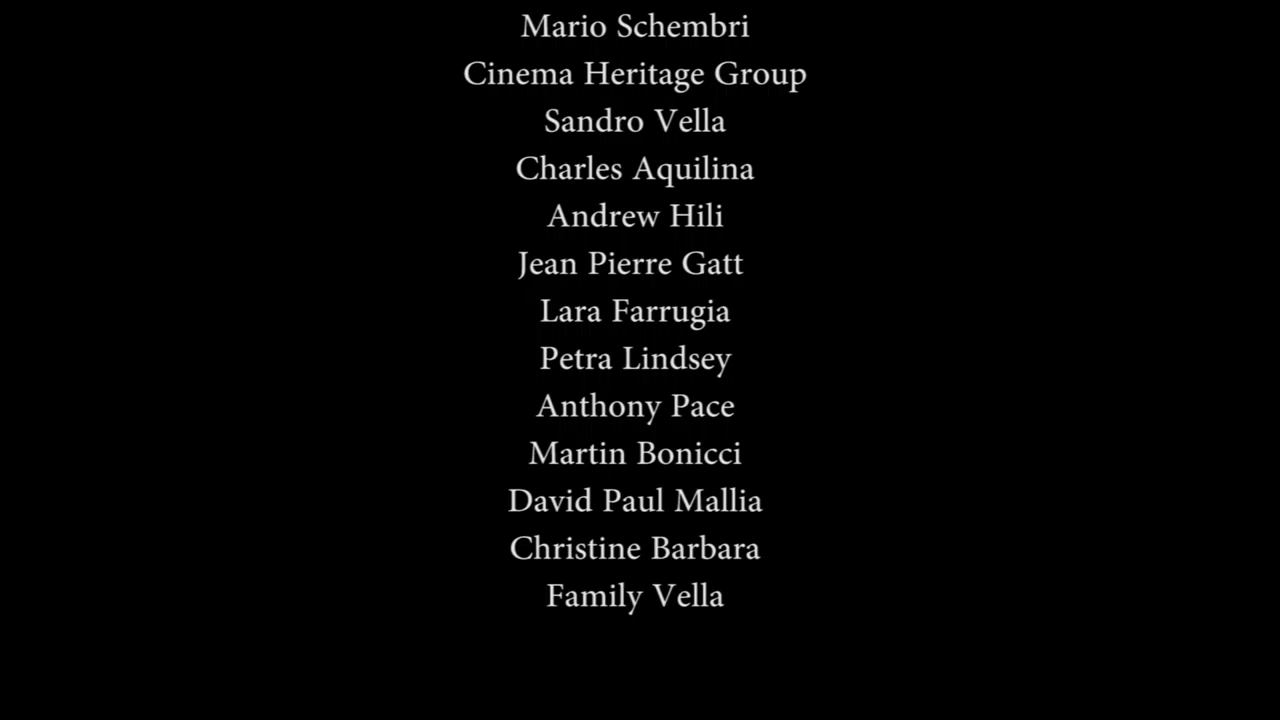 Mario Schembri
Cinema Heritage Group
Sandro Vella
Charles Aquilina
Andrew Hili
Jean Pierre Gatt
Lara Farrugia
Petra Lindsey
Anthony Pace
Martin Bonicci
David Paul Mallia
Christine Barbara
Family Vella